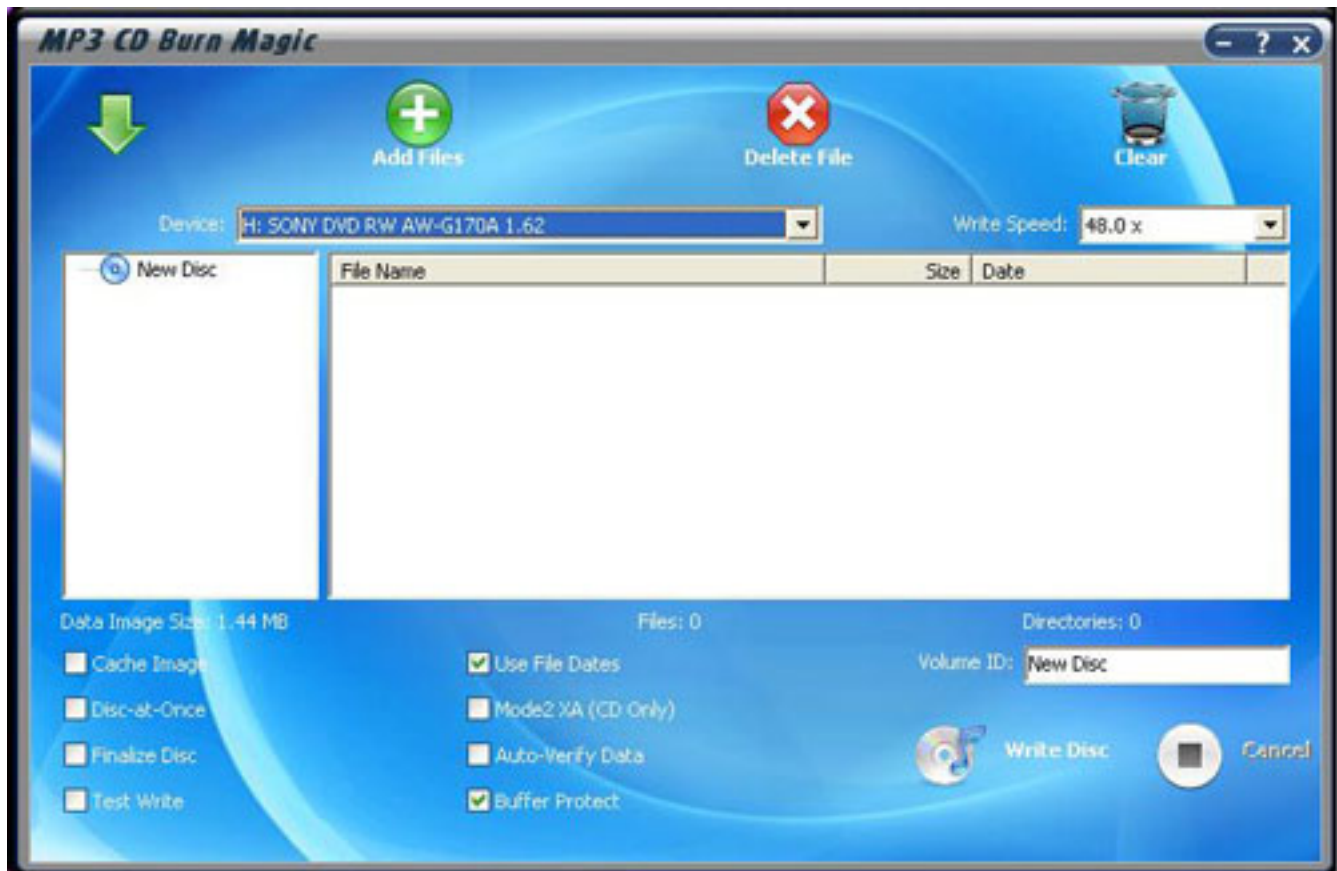 MP3 CD Burn Magic
- ? x
Add Files
Delete File
Clear
Device: H: SONY DVD RW AW-G170A 1.62
Write Speed: 48.0 x
New Disc
File Name Size Date
Data Image Size: 1.44 MB Files: 0 Directories: 0
Cache Image Use File Dates Volume ID: New Disc
Disc-at-Once Mode2 XA (CD Only)
Finalize Disc Auto-Verify Data Write Disc Cancel
Test Write Buffer Protect